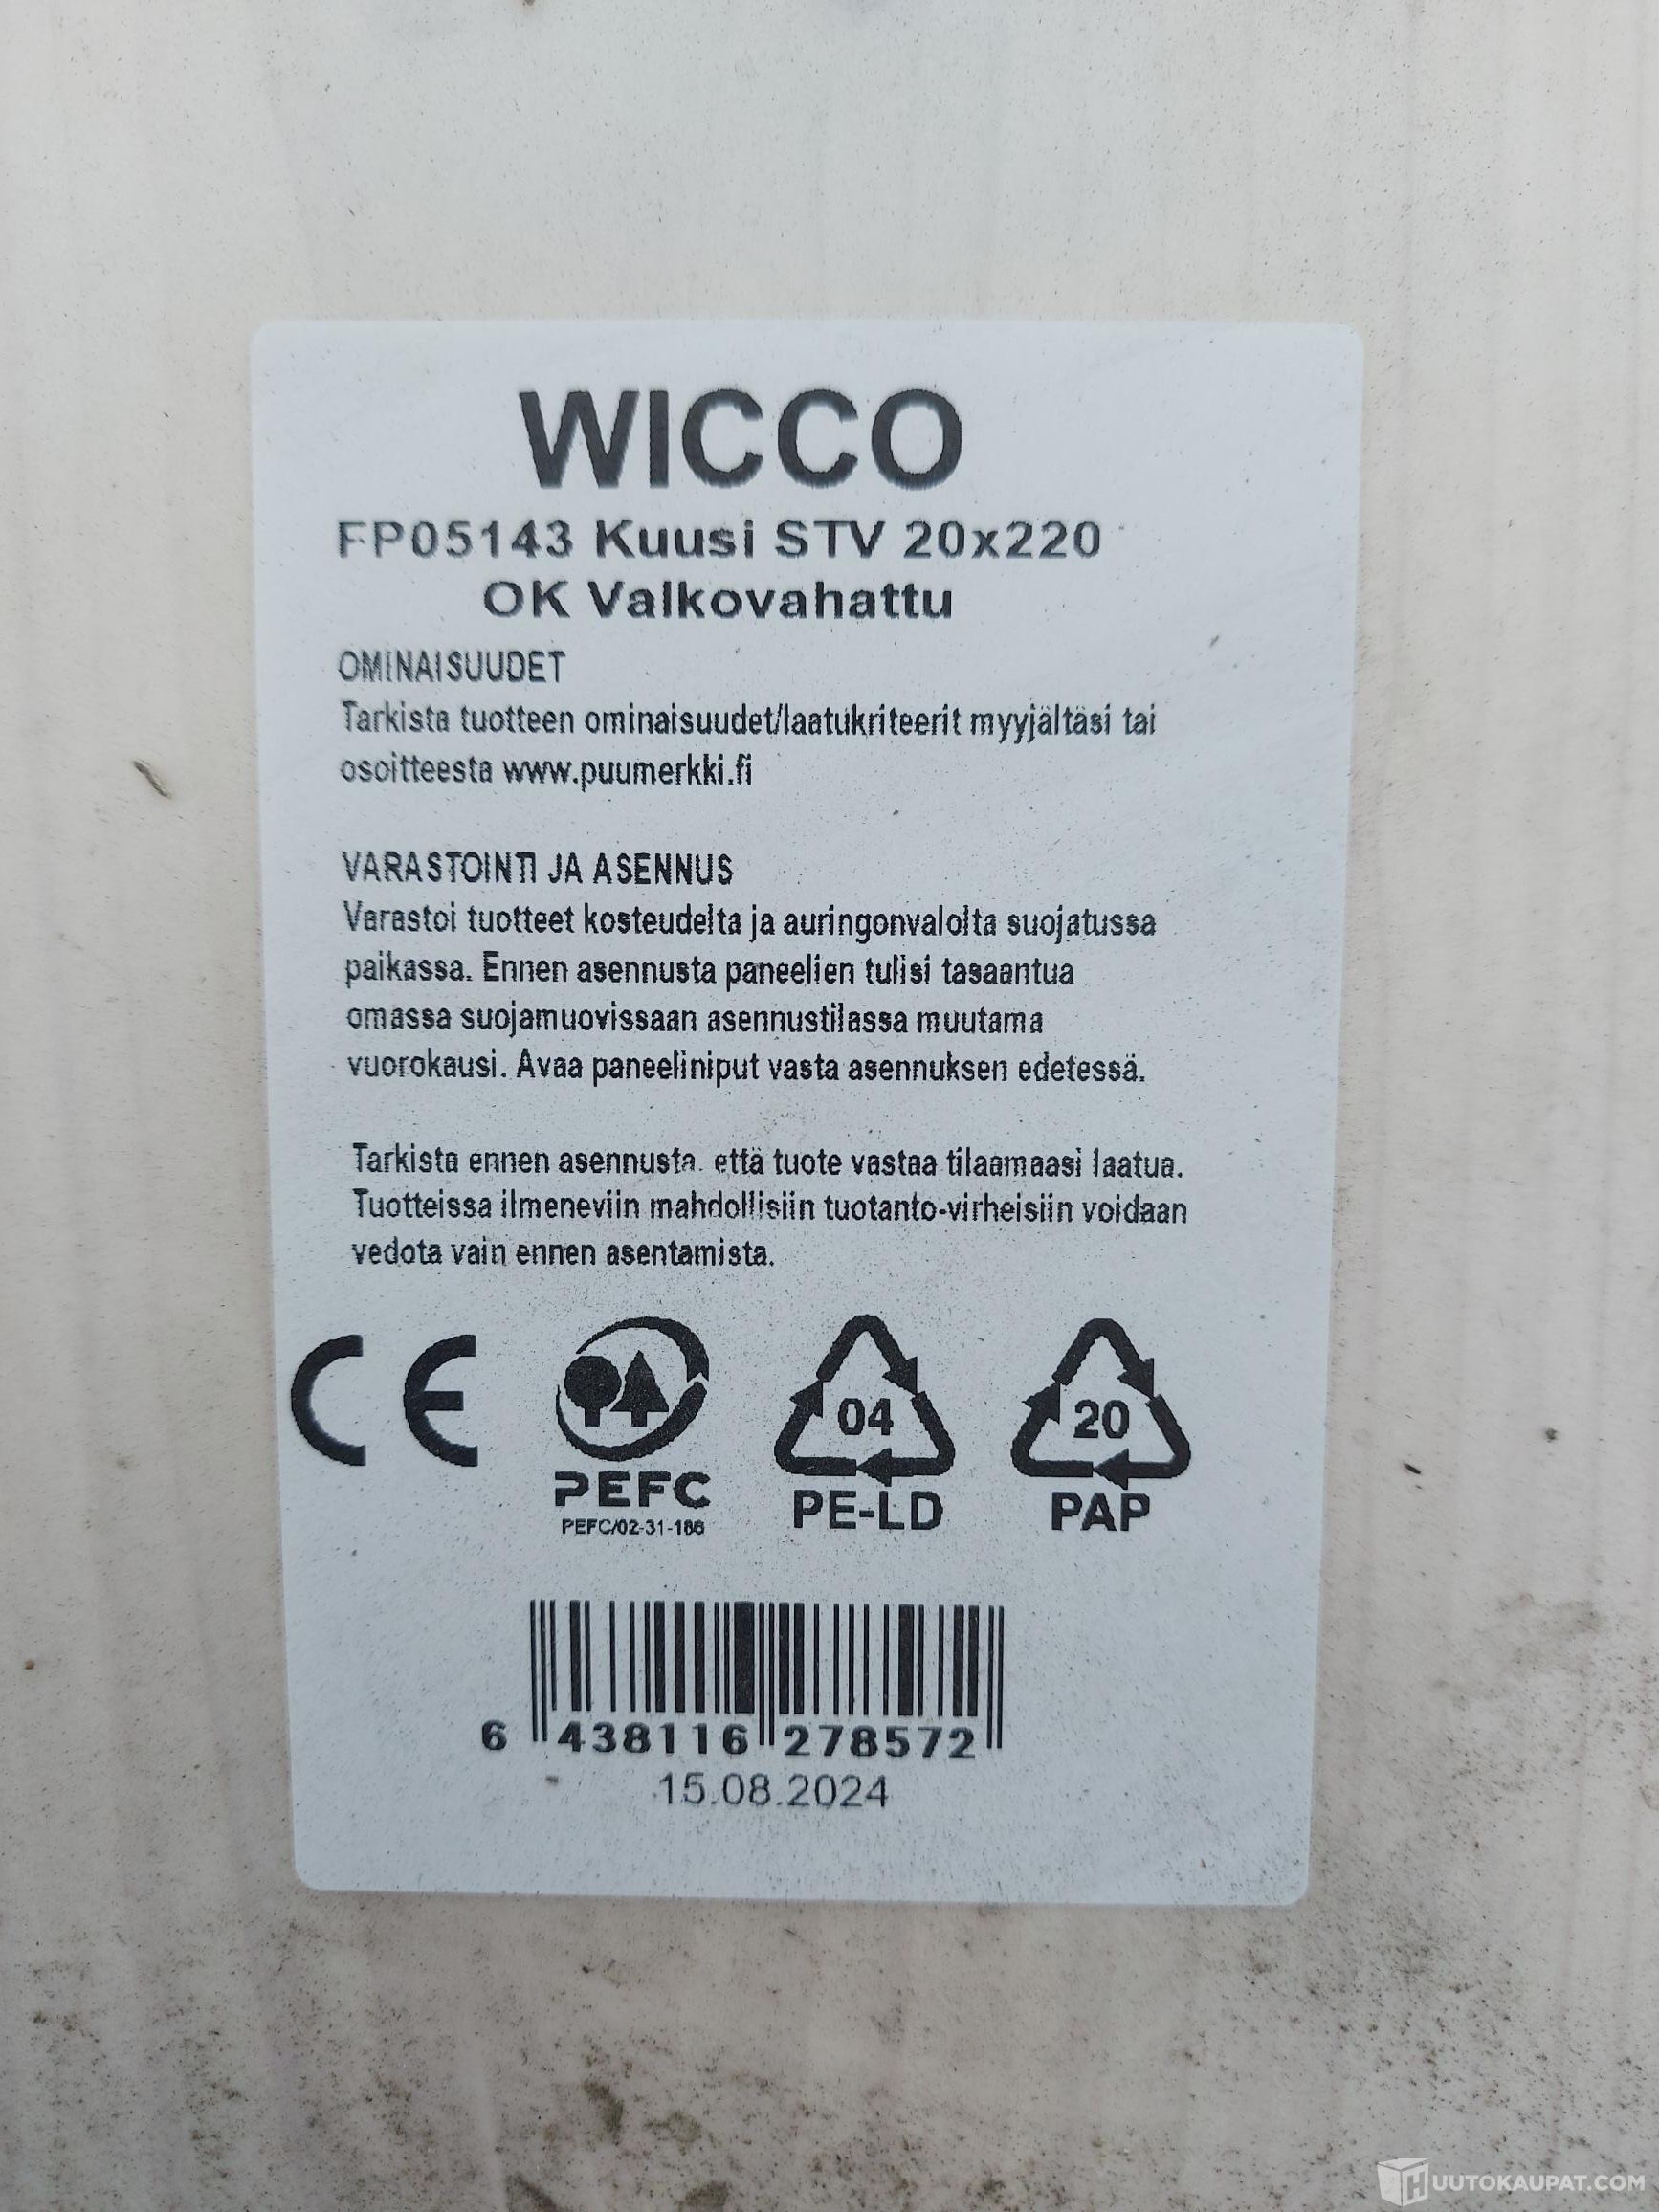 WICCO
FP05143 Kuusi STV 20x220
OK Valkovahattu
OMINAISUUDET
Tarkista tuotteen ominaisuudet/laatukriteerit myyjältäsi tai
osoitteesta www.puumerkki.fi
VARASTOINTI JA ASENNUS
Varastoi tuotteet kosteudelta ja auringonvalolta suojatussa
paikassa. Ennen asennusta paneelien tulisi tasaantua
omassa suojamuovissaan asennustilassa muutama
vuorokausi. Avaa paneeliniput vasta asennuksen edetessä.
Tarkista ennen asennusta, että tuote vastaa tilaamaasi laatua.
Tuotteissa ilmeneviin mahdollisiin tuotanto-virheisiin voidaan
vedota vain ennen asentamista.
CE
04
20
PEFC
PE-LD
PAP
PEFC/02-31-186
6 438116 278572
15.08.2024
HUUTOKAUPAT.COM